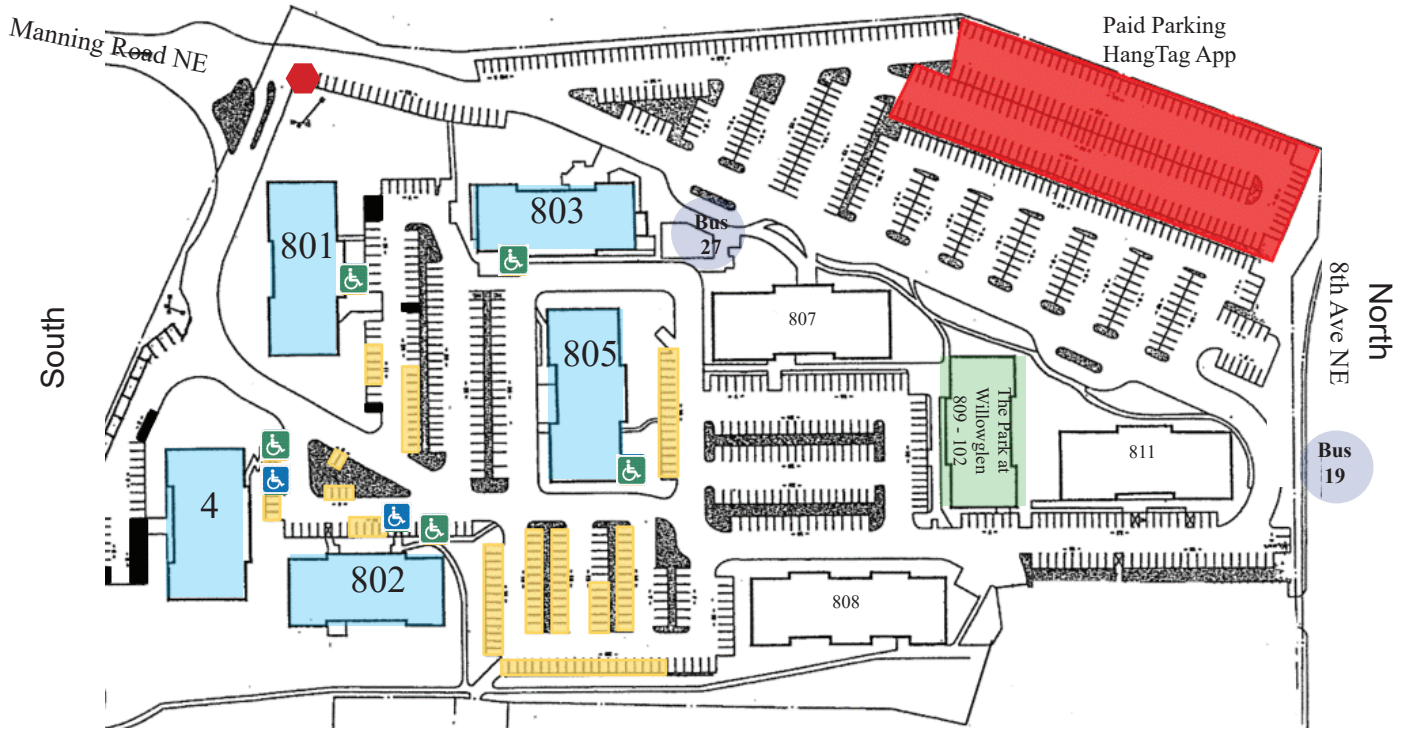 Manning Road NE
Paid Parking
HangTag App
803
Bus
27
801
807
805
South
North
8th Ave NE
The Park at
Willowglen
809 - 102
811
Bus
19
4
802
808